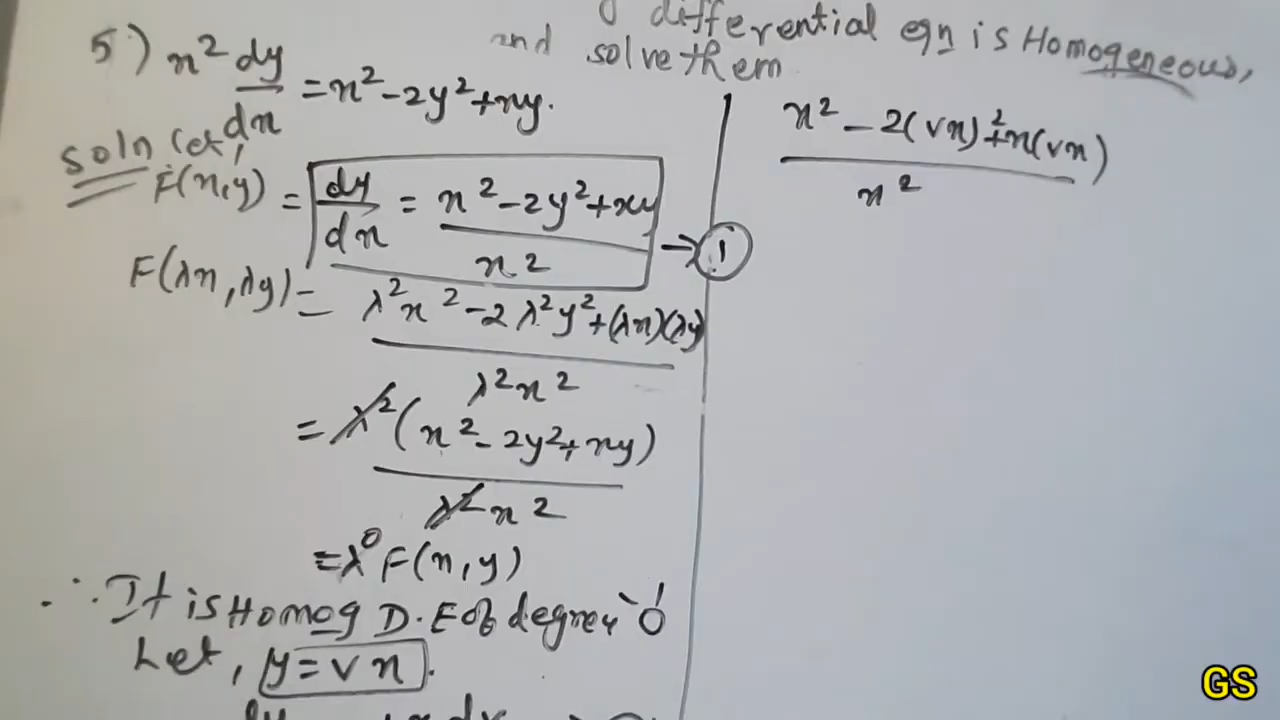 differential eqn is Homogeneous,
and solve them
5) x² dy/dx = x² - 2y² + xy.
Soln Let,
F(x,y) = dy/dx = (x² - 2y² + xy)/x² → ①
F(λx, λy) = (λ²x² - 2λ²y² + (λx)(λy))/λ²x²
= λ²(x² - 2y² + xy)/λ²x²
= λ⁰ F(x,y)
∴ It is Homog D.E of degree '0'
Let, y = vx.
(x² - 2(vx)² + x(vx))/x²
GS